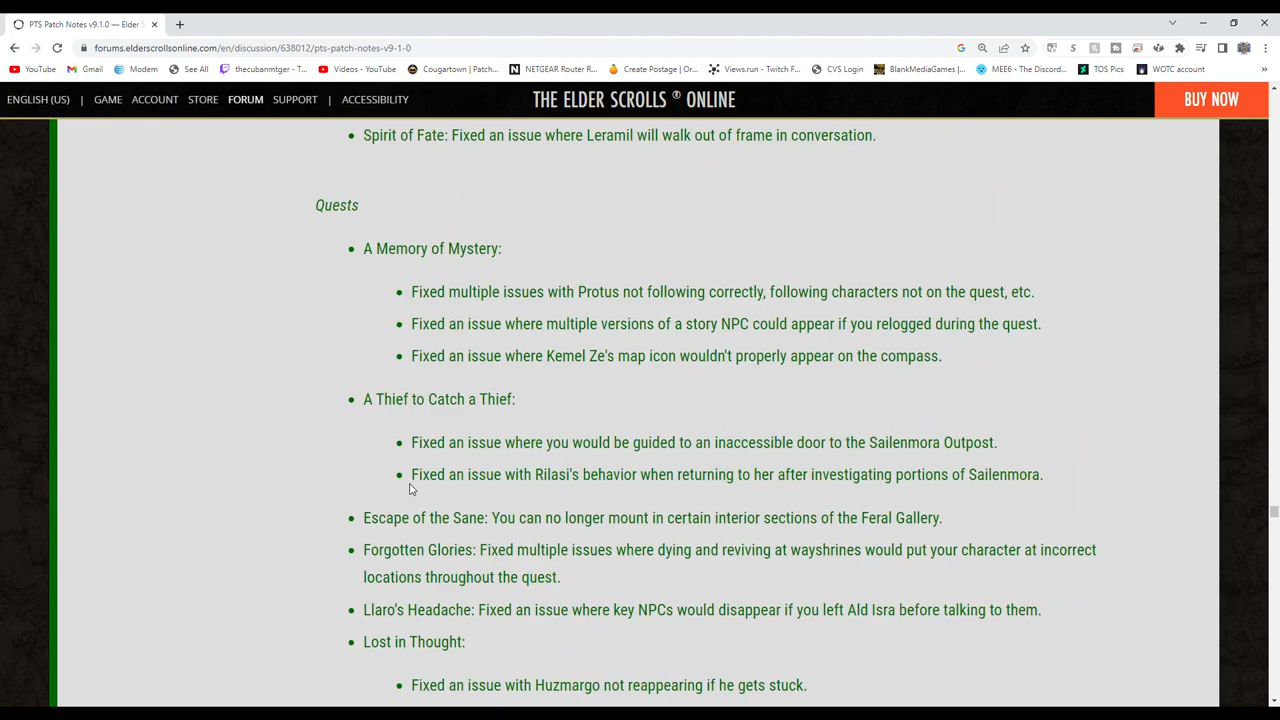 PTS Patch Notes v9.1.0 — Elder S
forums.elderscrollsonline.com/en/discussion/638012/pts-patch-notes-v9-1-0
YouTube Gmail Modem See All thecubanmtger - T... Videos - YouTube Cougartown | Patch... NETGEAR Router R... Create Postage | Or... Views.run - Twitch F... CVS Login BlankMediaGames |... MEE6 - The Discord... TOS Pics WOTC account »
ENGLISH (US) | GAME ACCOUNT STORE FORUM SUPPORT | ACCESSIBILITY THE ELDER SCROLLS ® ONLINE BUY NOW
• Spirit of Fate: Fixed an issue where Leramil will walk out of frame in conversation.
Quests
• A Memory of Mystery:
• Fixed multiple issues with Protus not following correctly, following characters not on the quest, etc.
• Fixed an issue where multiple versions of a story NPC could appear if you relogged during the quest.
• Fixed an issue where Kemel Ze's map icon wouldn't properly appear on the compass.
• A Thief to Catch a Thief:
• Fixed an issue where you would be guided to an inaccessible door to the Sailenmora Outpost.
• Fixed an issue with Rilasi's behavior when returning to her after investigating portions of Sailenmora.
• Escape of the Sane: You can no longer mount in certain interior sections of the Feral Gallery.
• Forgotten Glories: Fixed multiple issues where dying and reviving at wayshrines would put your character at incorrect
locations throughout the quest.
• Llaro’s Headache: Fixed an issue where key NPCs would disappear if you left Ald Isra before talking to them.
• Lost in Thought:
• Fixed an issue with Huzmargo not reappearing if he gets stuck.